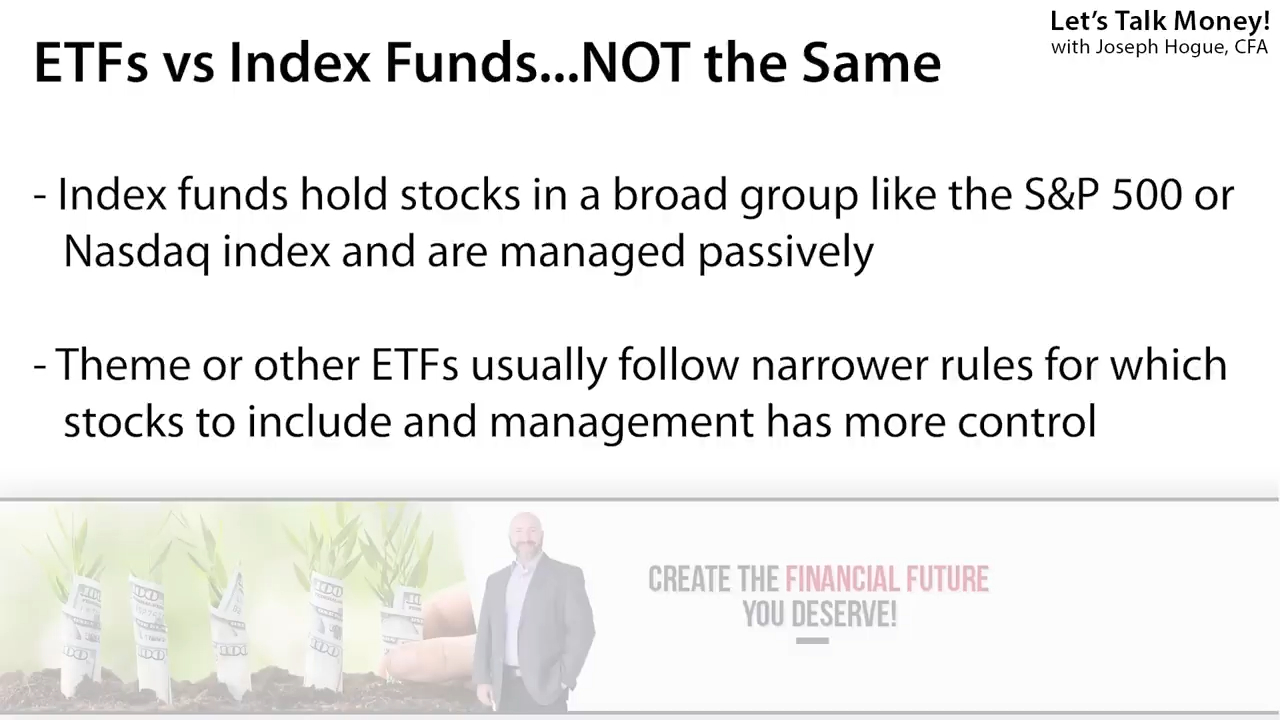 Let's Talk Money!
with Joseph Hogue, CFA
ETFs vs Index Funds...NOT the Same
- Index funds hold stocks in a broad group like the S&P 500 or
Nasdaq index and are managed passively
- Theme or other ETFs usually follow narrower rules for which
stocks to include and management has more control
CREATE THE FINANCIAL FUTURE
YOU DESERVE!